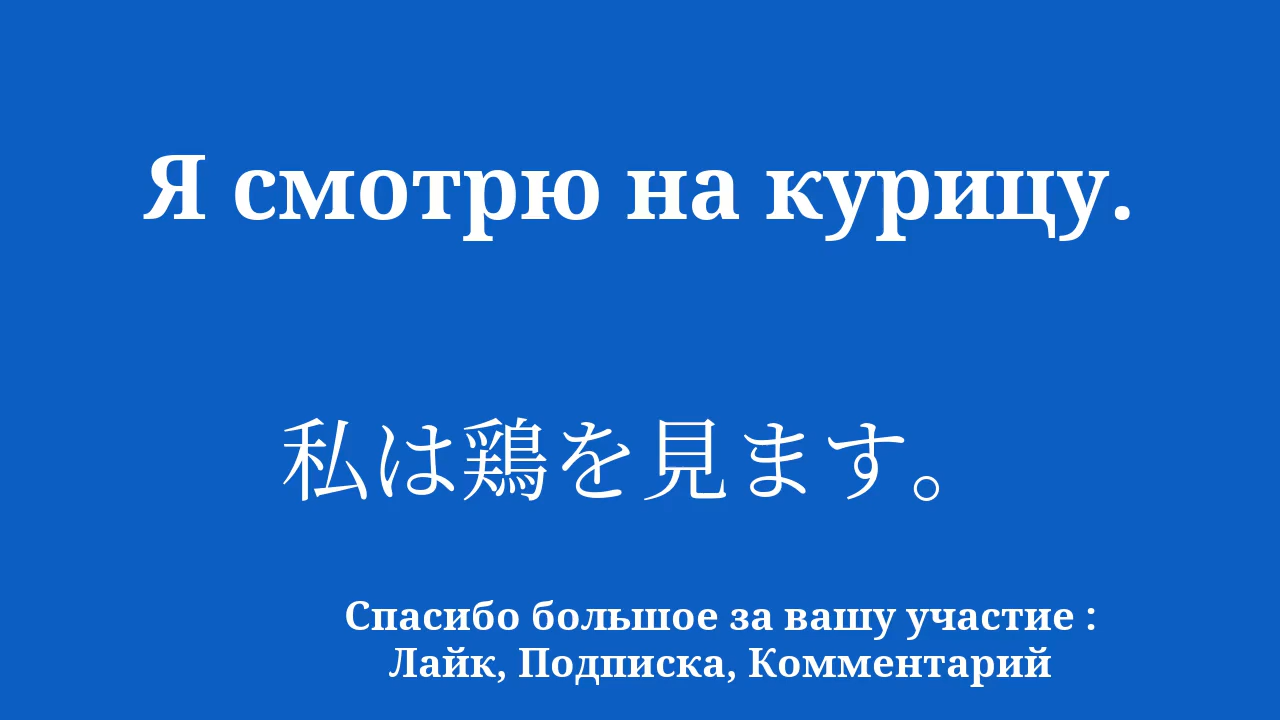 Я смотрю на курицу.
私は鶏を見ます。
Спасибо большое за вашу участие :
Лайк, Подписка, Комментарий